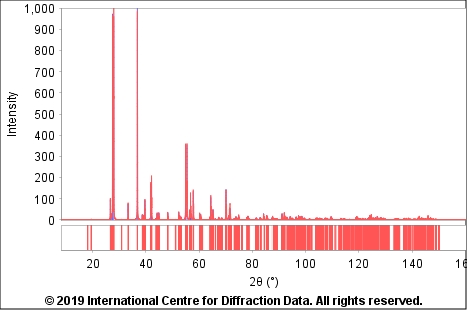 1,000
900
800
700
600
500
400
300
200
100
0
Intensity
20 40 60 80 100 120 140 16
2θ (°)
© 2019 International Centre for Diffraction Data. All rights reserved.